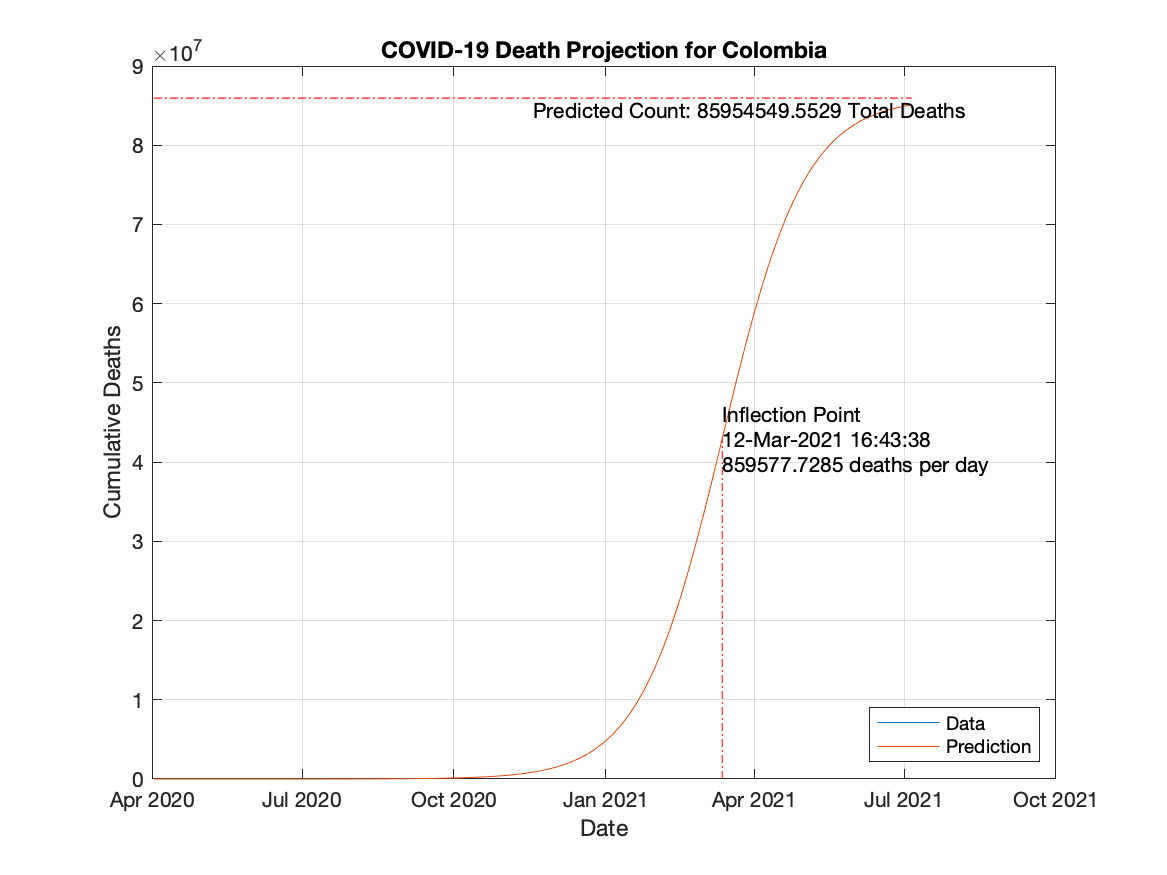 COVID-19 Death Projection for Colombia
×10^7
9
8
7
6
5
4
3
2
1
0
Cumulative Deaths
Predicted Count: 85954549.5529 Total Deaths
Inflection Point
12-Mar-2021 16:43:38
859577.7285 deaths per day
Data
Prediction
Apr 2020 Jul 2020 Oct 2020 Jan 2021 Apr 2021 Jul 2021 Oct 2021
Date